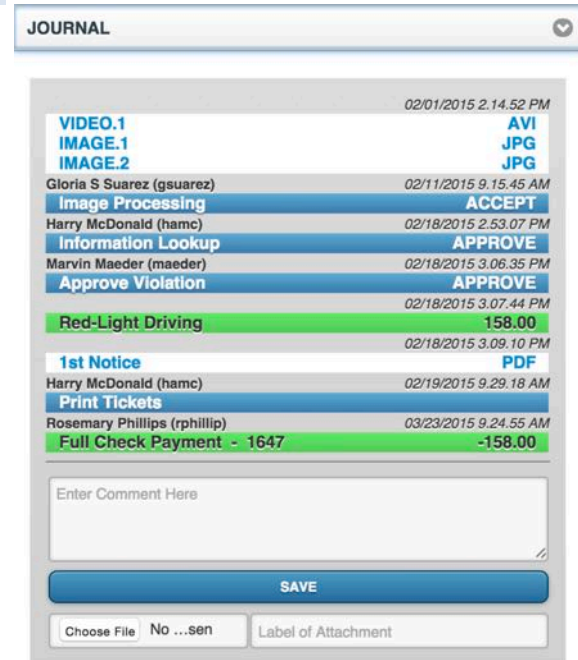 JOURNAL
02/01/2015 2.14.52 PM
VIDEO.1 AVI
IMAGE.1 JPG
IMAGE.2 JPG
Gloria S Suarez (gsuarez) 02/11/2015 9.15.45 AM
Image Processing ACCEPT
Harry McDonald (hamc) 02/18/2015 2.53.07 PM
Information Lookup APPROVE
Marvin Maeder (maeder) 02/18/2015 3.06.35 PM
Approve Violation APPROVE
02/18/2015 3.07.44 PM
Red-Light Driving 158.00
02/18/2015 3.09.10 PM
1st Notice PDF
Harry McDonald (hamc) 02/19/2015 9.29.18 AM
Print Tickets
Rosemary Phillips (rphillip) 03/23/2015 9.24.55 AM
Full Check Payment - 1647 -158.00
Enter Comment Here
SAVE
Choose File No ...sen Label of Attachment